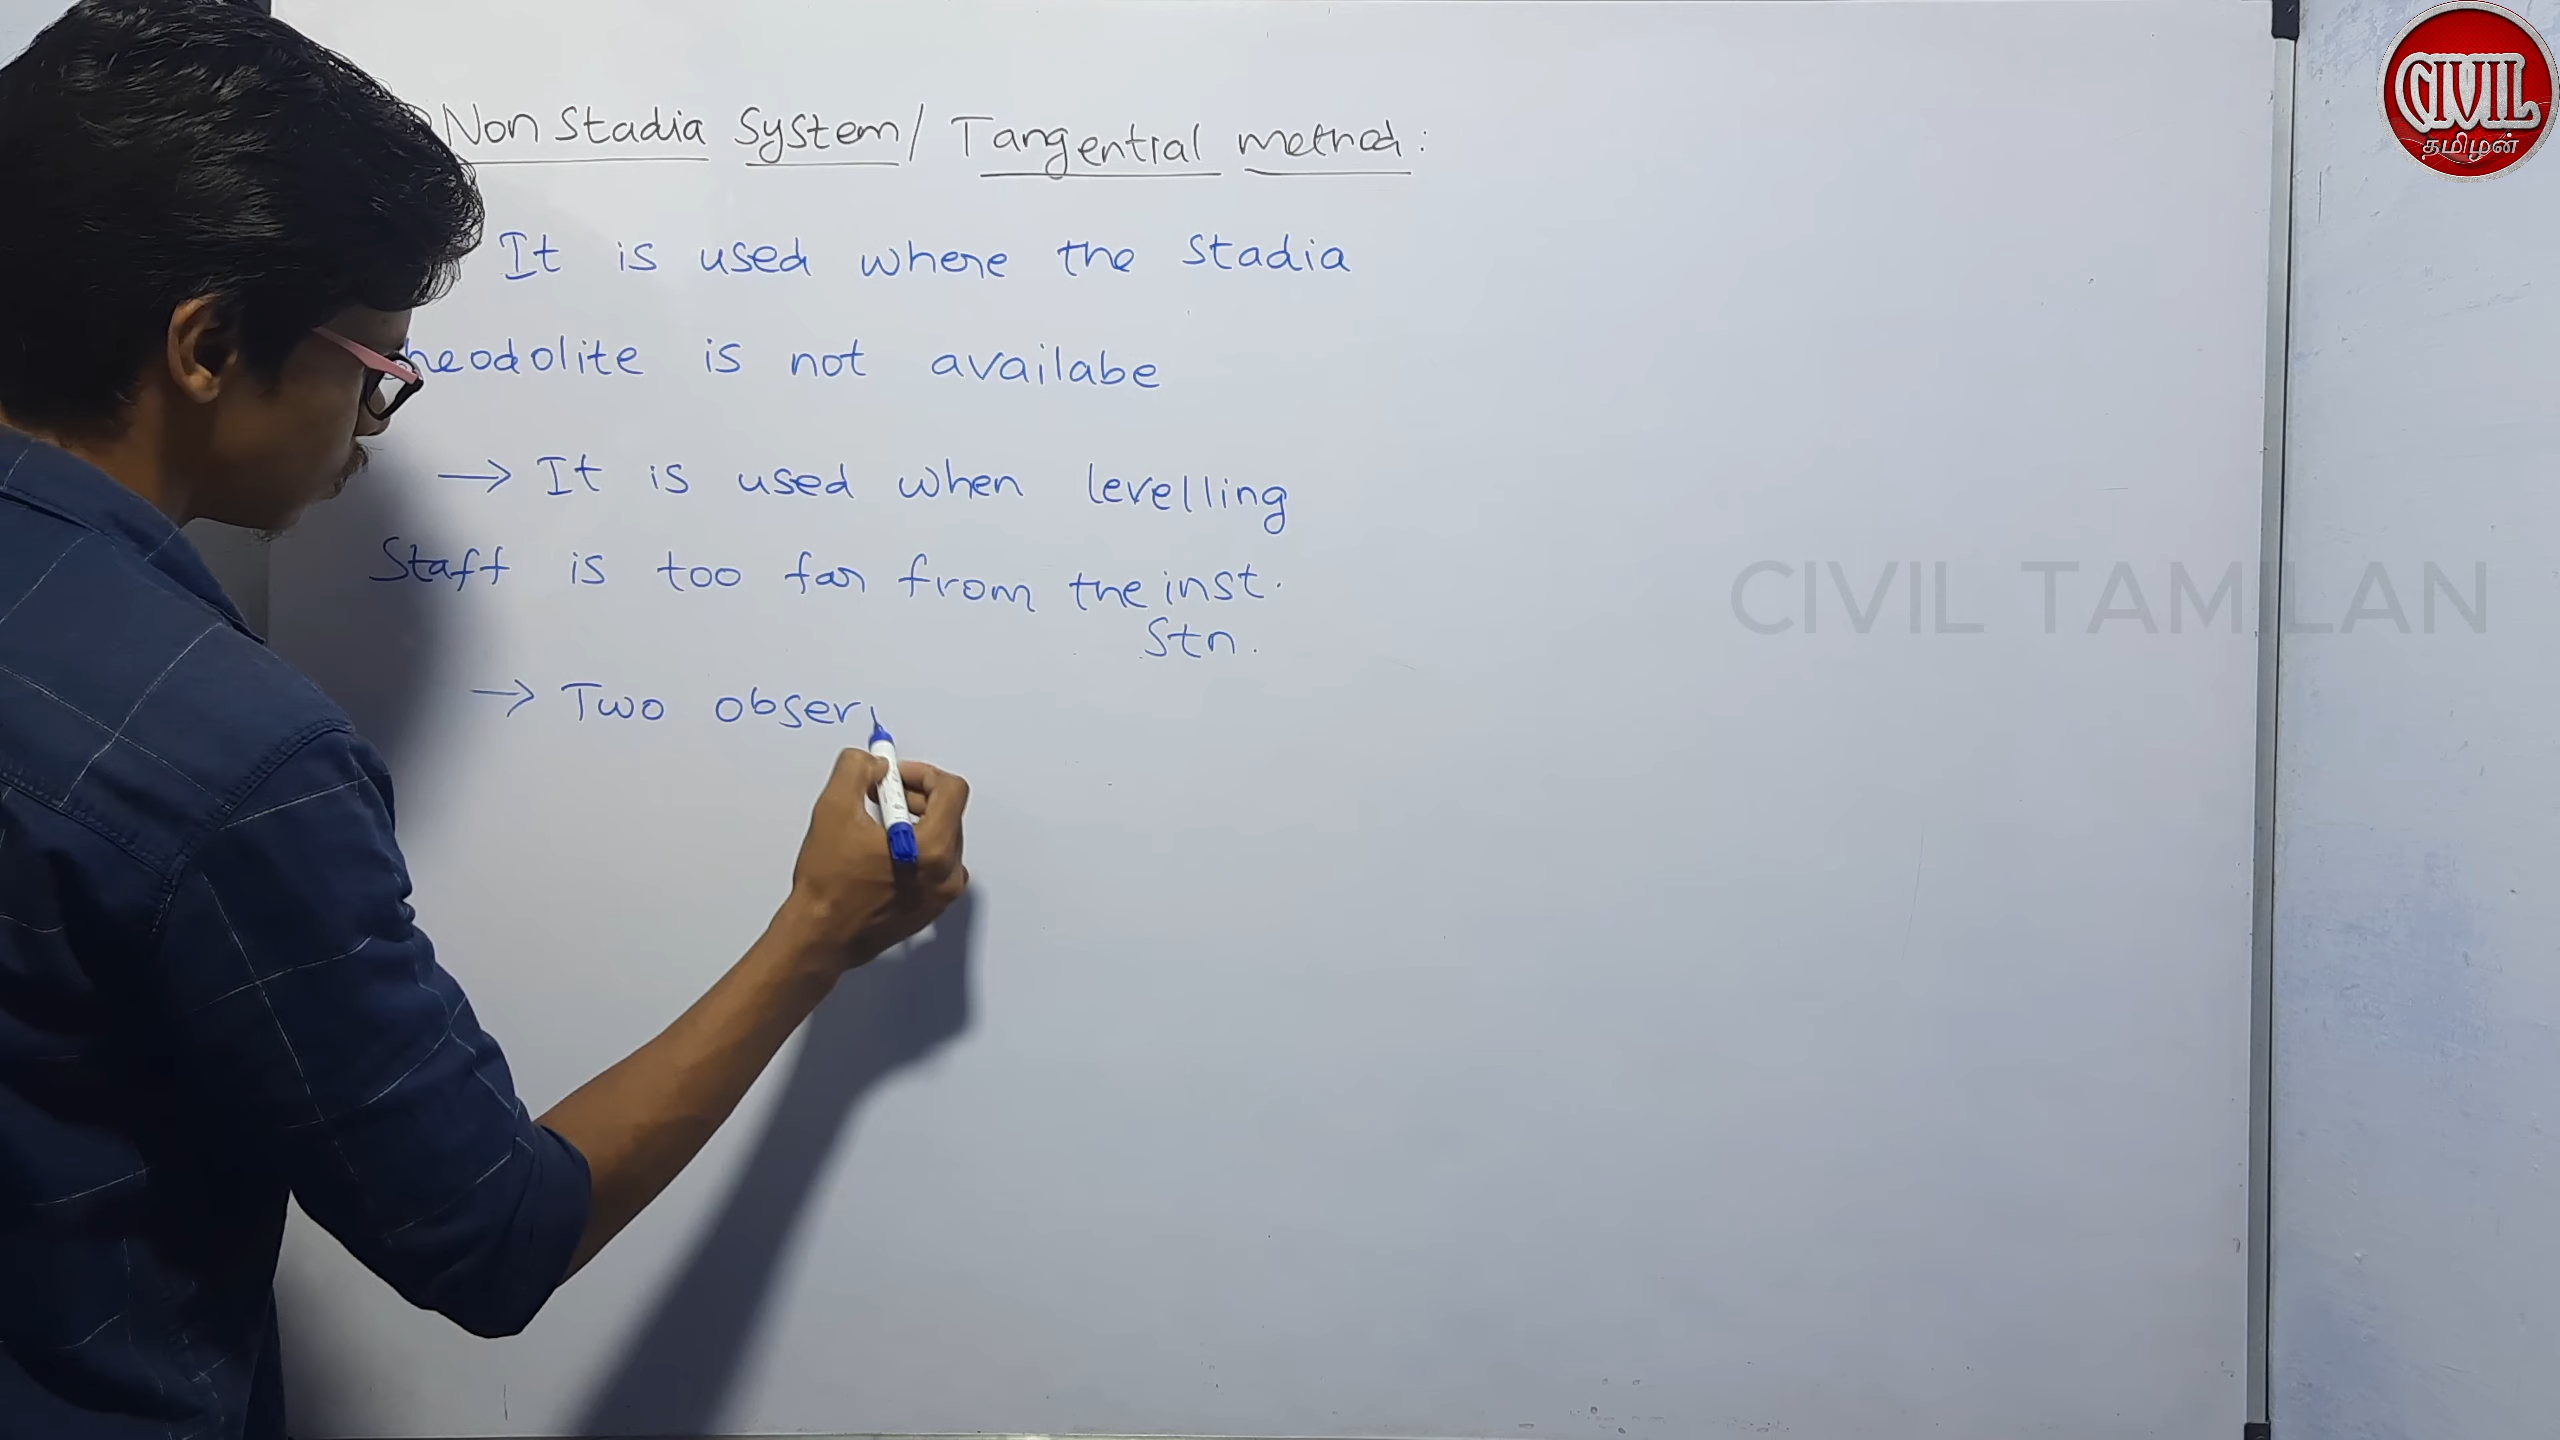 Non Stadia System / Tangential method :
It is used where the stadia
heodolite is not availabe
→ It is used when levelling
Staff is too far from the inst.
Stn.
→ Two obser
CIVIL
தமிழன்
CIVIL TAMILAN